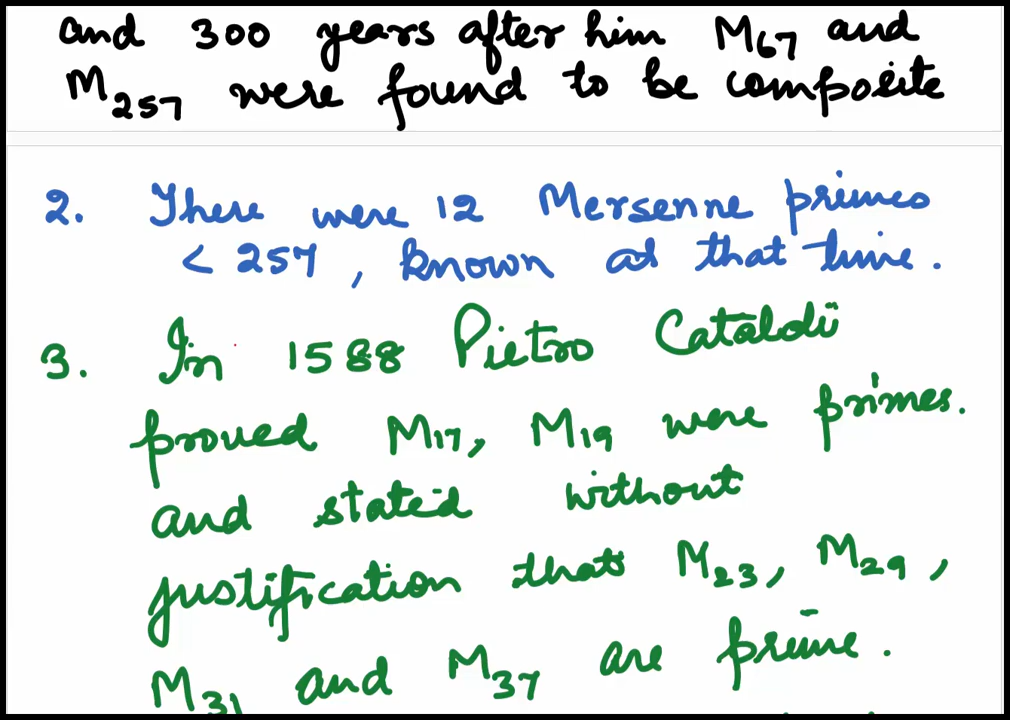 and 300 years after him M67 and
M257 were found to be composite
2. There were 12 Mersenne primes
< 257, known at that time.
3. In 1588 Pietro Cataldi
proved M17, M19 were primes.
and stated without
justification that M23, M29,
M31 and M37 are prime.